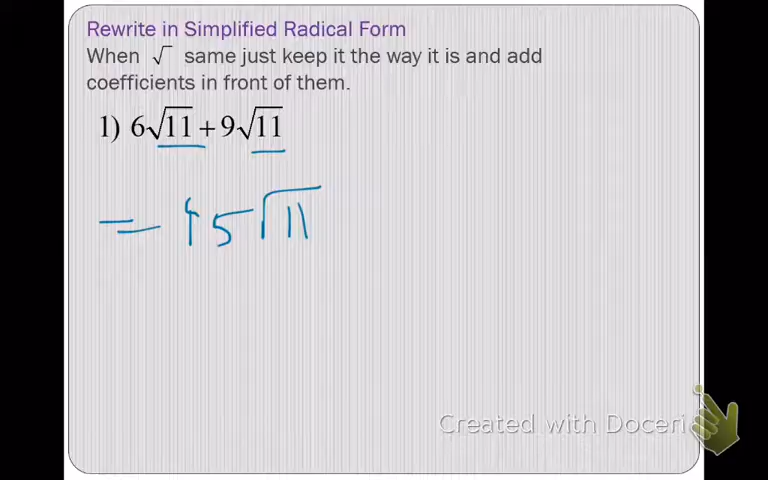 Rewrite in Simplified Radical Form
When √ same just keep it the way it is and add
coefficients in front of them.
1) 6√11 + 9√11
= 15√11
Created with Doceri